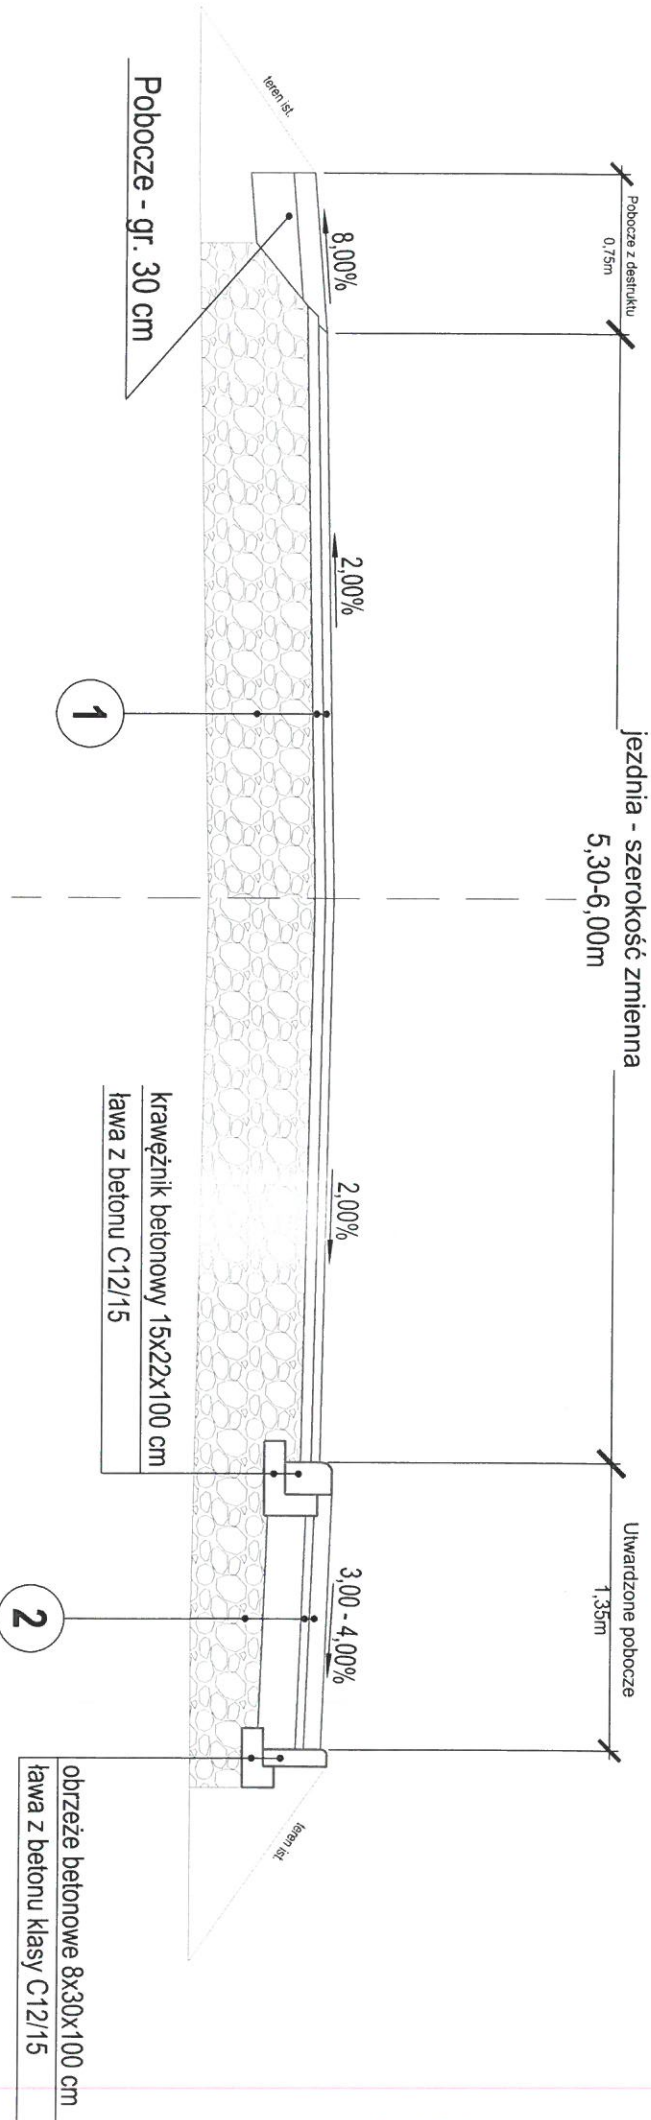 Pobocze z destruktu
0,75m
jezdnia - szerokość zmienna
5,30-6,00m
Utwardzone pobocze
1,35m
teren ist.
8,00%
2,00%
2,00%
3,00 - 4,00%
teren ist.
Pobocze - gr. 30 cm
1
krawężnik betonowy 15x22x100 cm
ława z betonu C12/15
2
obrzeże betonowe 8x30x100 cm
ława z betonu klasy C12/15